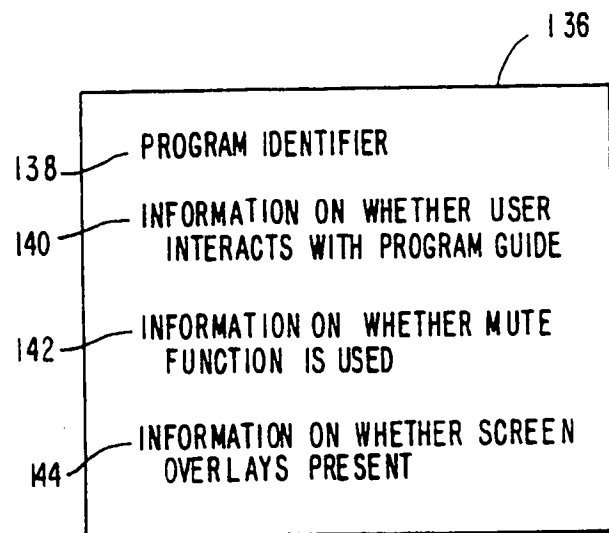 136
138 PROGRAM IDENTIFIER
140 INFORMATION ON WHETHER USER
INTERACTS WITH PROGRAM GUIDE
142 INFORMATION ON WHETHER MUTE
FUNCTION IS USED
144 INFORMATION ON WHETHER SCREEN
OVERLAYS PRESENT